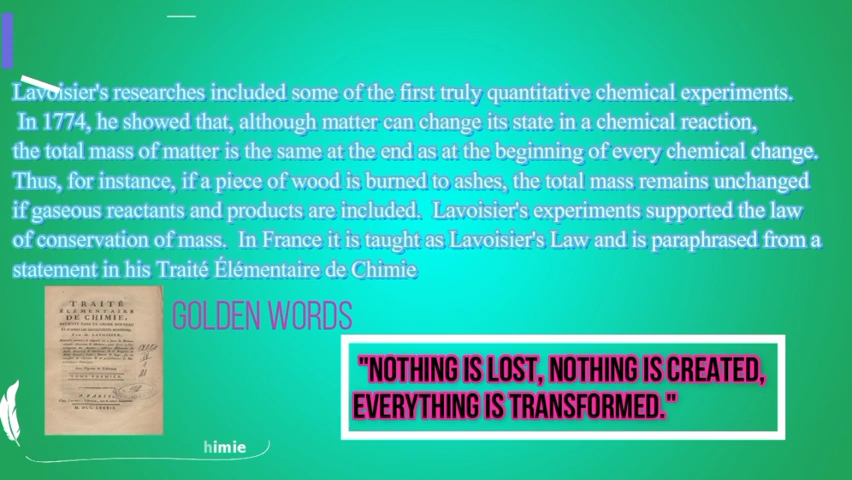 Lavoisier's researches included some of the first truly quantitative chemical experiments.
In 1774, he showed that, although matter can change its state in a chemical reaction,
the total mass of matter is the same at the end as at the beginning of every chemical change.
Thus, for instance, if a piece of wood is burned to ashes, the total mass remains unchanged
if gaseous reactants and products are included. Lavoisier's experiments supported the law
of conservation of mass. In France it is taught as Lavoisier's Law and is paraphrased from a
statement in his Traité Élémentaire de Chimie
TRAITÉ
ÉLÉMENTAIRE
DE CHIMIE,
GOLDEN WORDS
"NOTHING IS LOST, NOTHING IS CREATED,
EVERYTHING IS TRANSFORMED."
himie